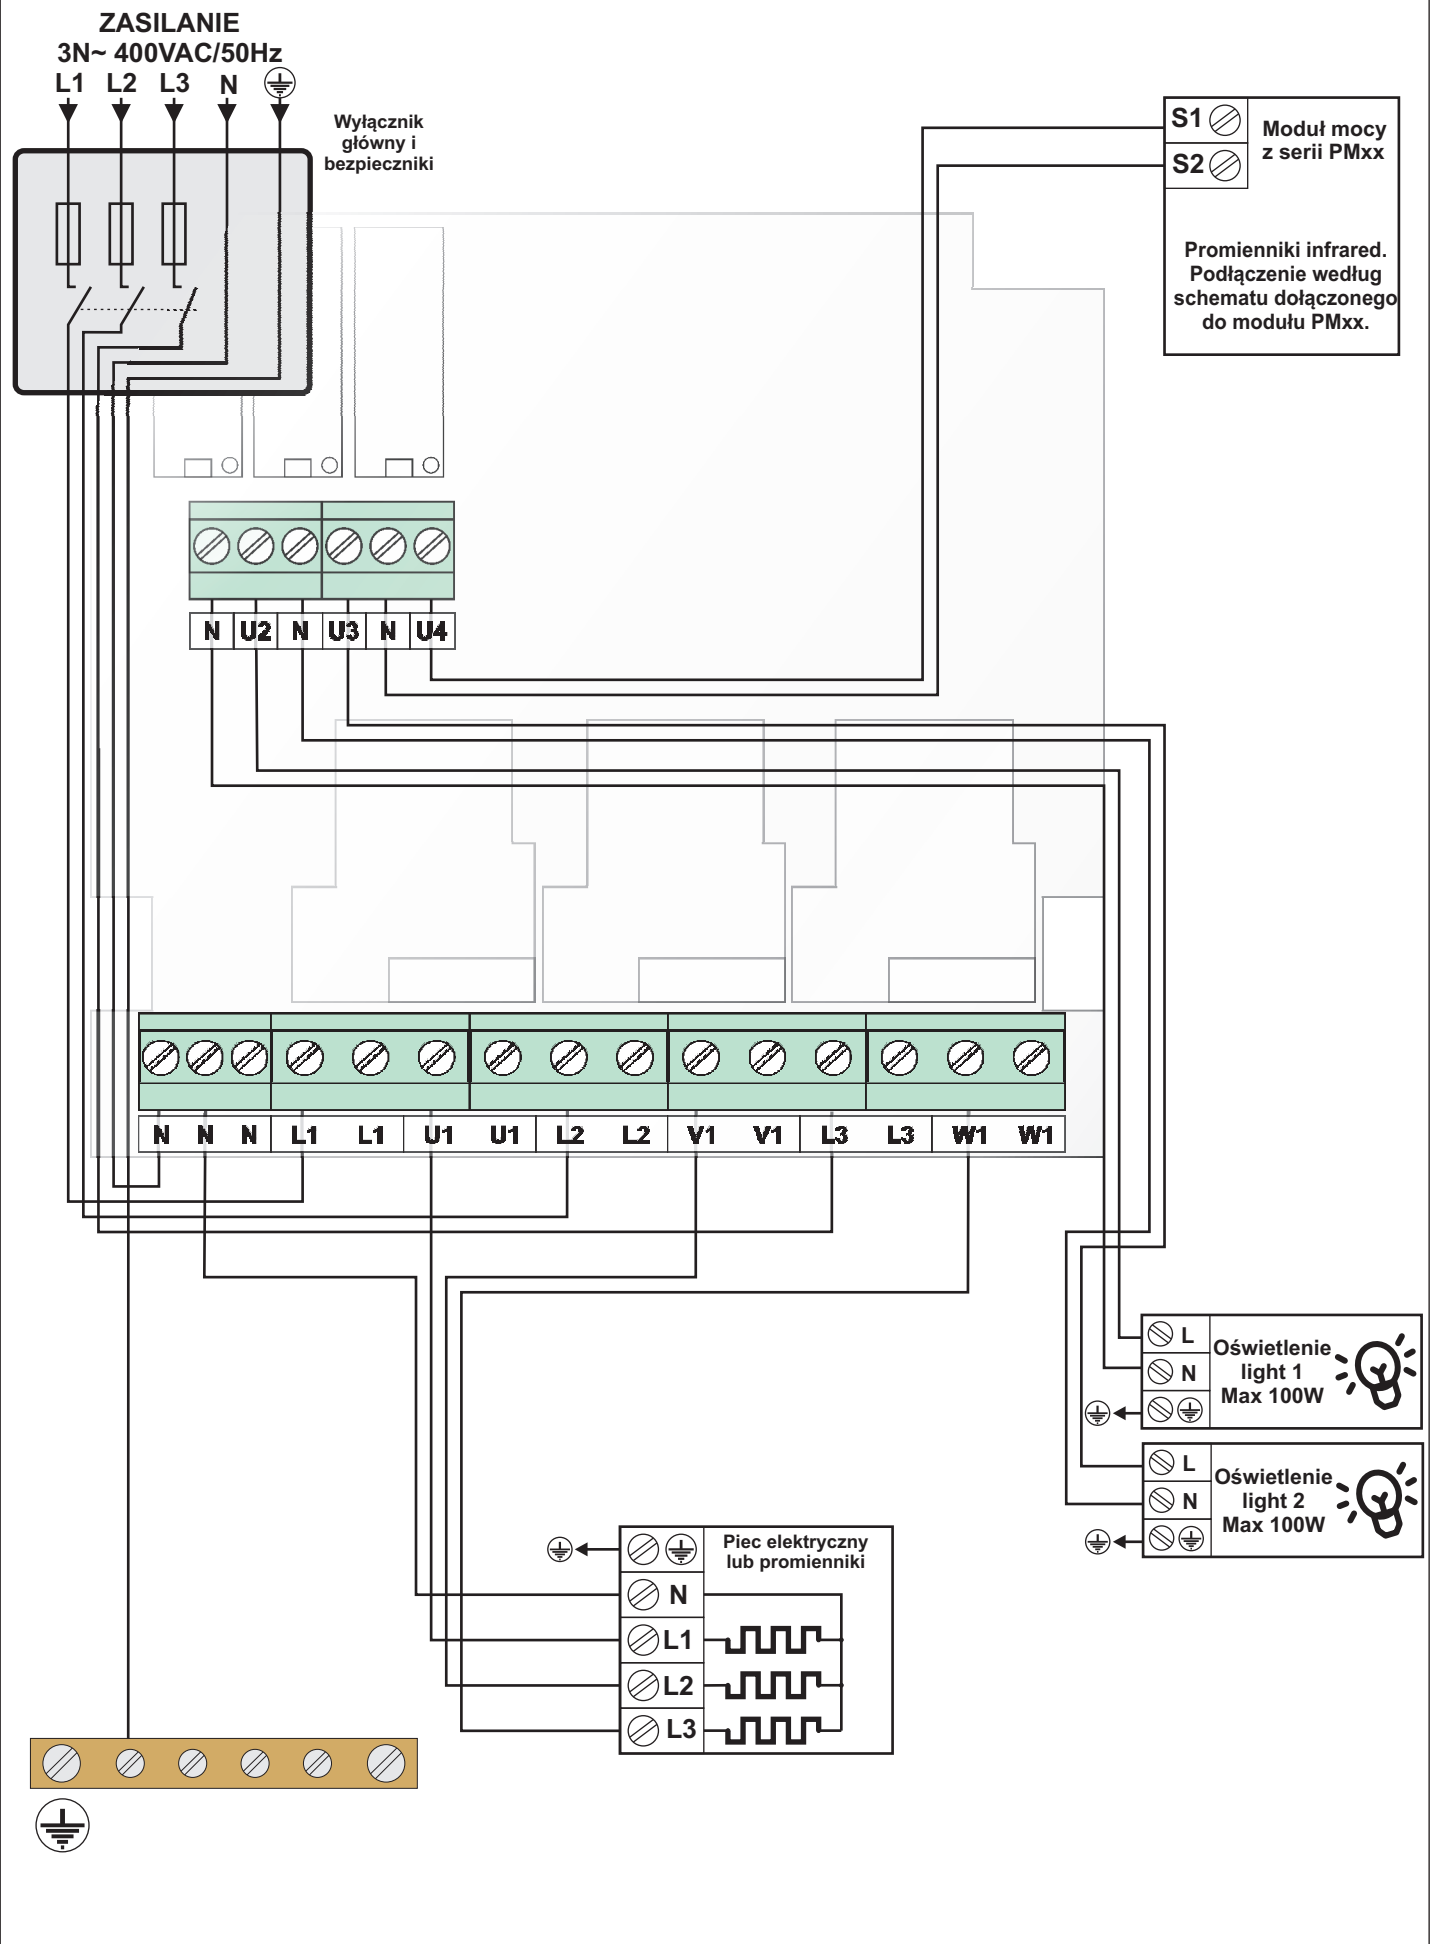 ZASILANIE
3N~ 400VAC/50Hz
L1 L2 L3 N
Wyłącznik
główny i
bezpieczniki
S1
S2
Moduł mocy
z serii PMxx
Promienniki infrared.
Podłączenie według
schematu dołączonego
do modułu PMxx.
N U2 N U3 N U4
N N N L1 L1 U1 U1 L2 L2 V1 V1 L3 L3 W1 W1
L
N
Oświetlenie
light 1
Max 100W
L
N
Oświetlenie
light 2
Max 100W
Piec elektryczny
lub promienniki
N
L1
L2
L3